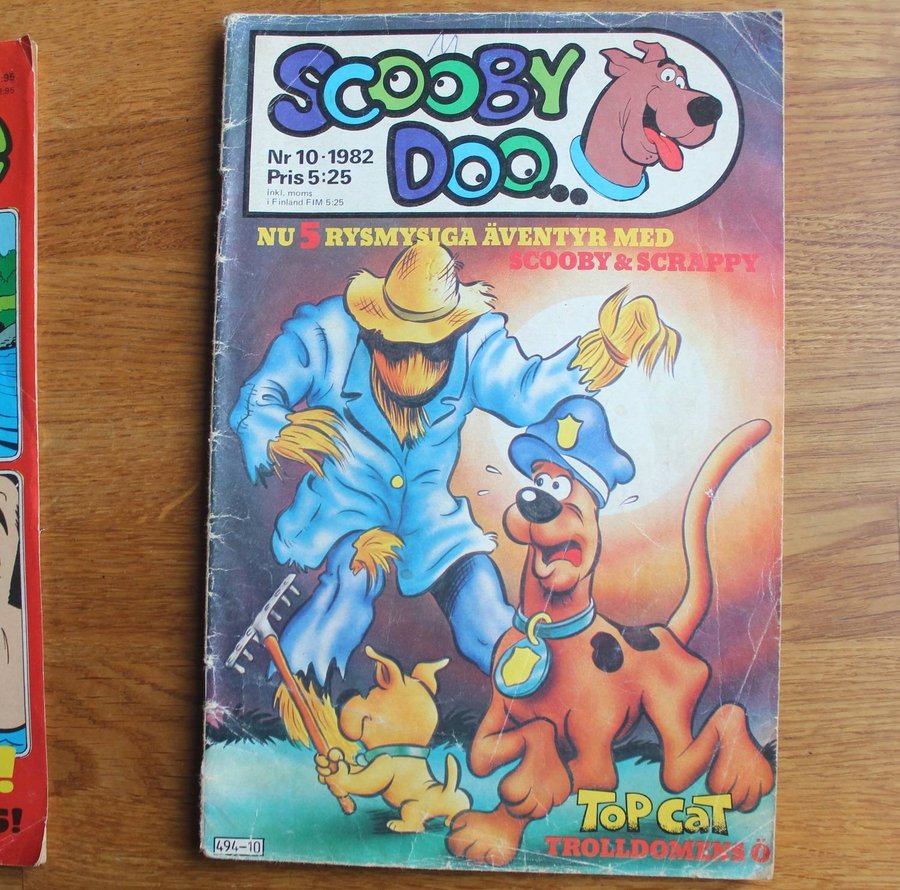 SCOOBY
DOO...
Nr 10·1982
Pris 5:25
inkl. moms
i Finland FIM 5:25
NU 5 RYSMYSIGA ÄVENTYR MED
SCOOBY & SCRAPPY
TOP CAT
TROLLDOMENS Ö
494-10